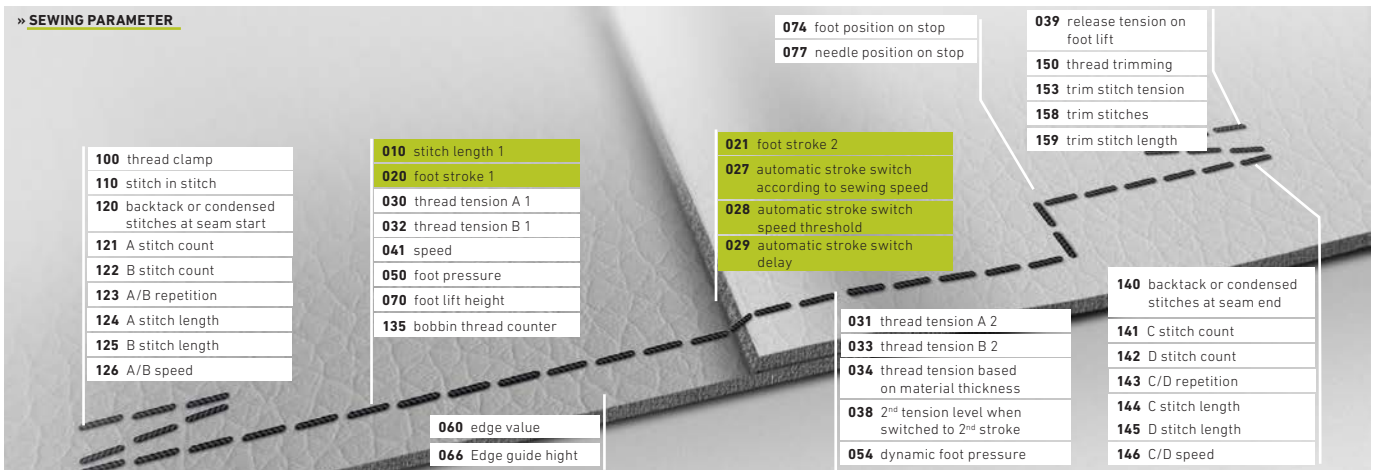 » SEWING PARAMETER
100 thread clamp
110 stitch in stitch
120 backtack or condensed
stitches at seam start
121 A stitch count
122 B stitch count
123 A/B repetition
124 A stitch length
125 B stitch length
126 A/B speed
010 stitch length 1
020 foot stroke 1
030 thread tension A 1
032 thread tension B 1
041 speed
050 foot pressure
070 foot lift height
135 bobbin thread counter
060 edge value
066 Edge guide hight
021 foot stroke 2
027 automatic stroke switch
according to sewing speed
028 automatic stroke switch
speed threshold
029 automatic stroke switch
delay
074 foot position on stop
077 needle position on stop
031 thread tension A 2
033 thread tension B 2
034 thread tension based
on material thickness
038 2nd tension level when
switched to 2nd stroke
054 dynamic foot pressure
039 release tension on
foot lift
150 thread trimming
153 trim stitch tension
158 trim stitches
159 trim stitch length
140 backtack or condensed
stitches at seam end
141 C stitch count
142 D stitch count
143 C/D repetition
144 C stitch length
145 D stitch length
146 C/D speed